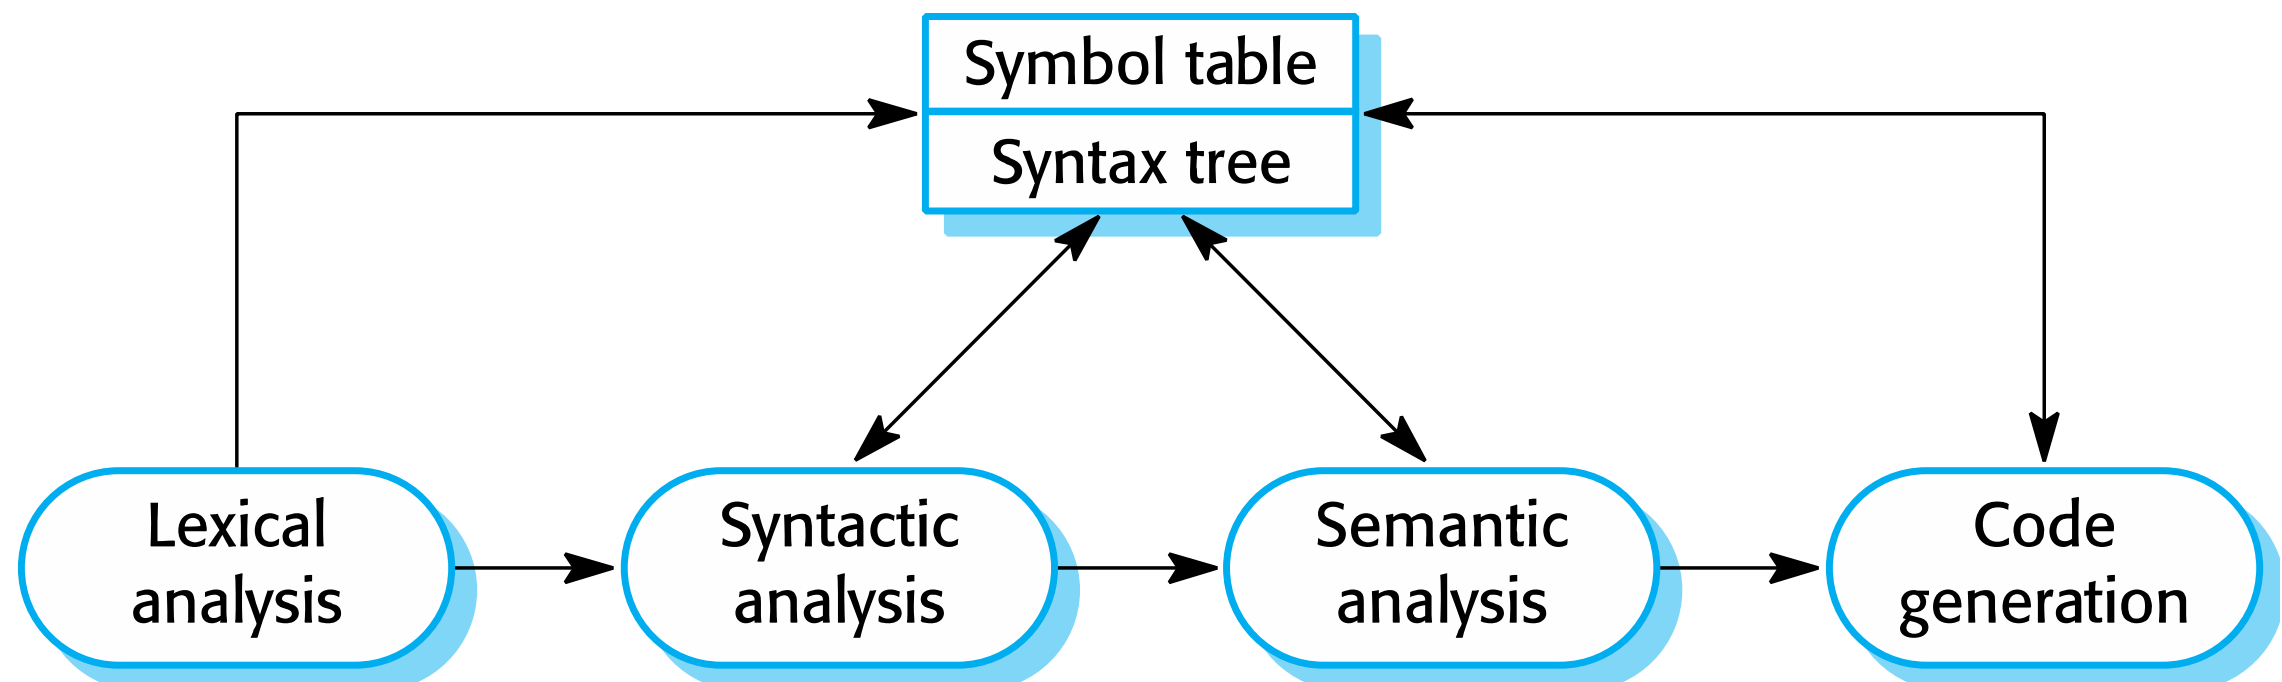 Symbol table
Syntax tree
Lexical
analysis
Syntactic
analysis
Semantic
analysis
Code
generation